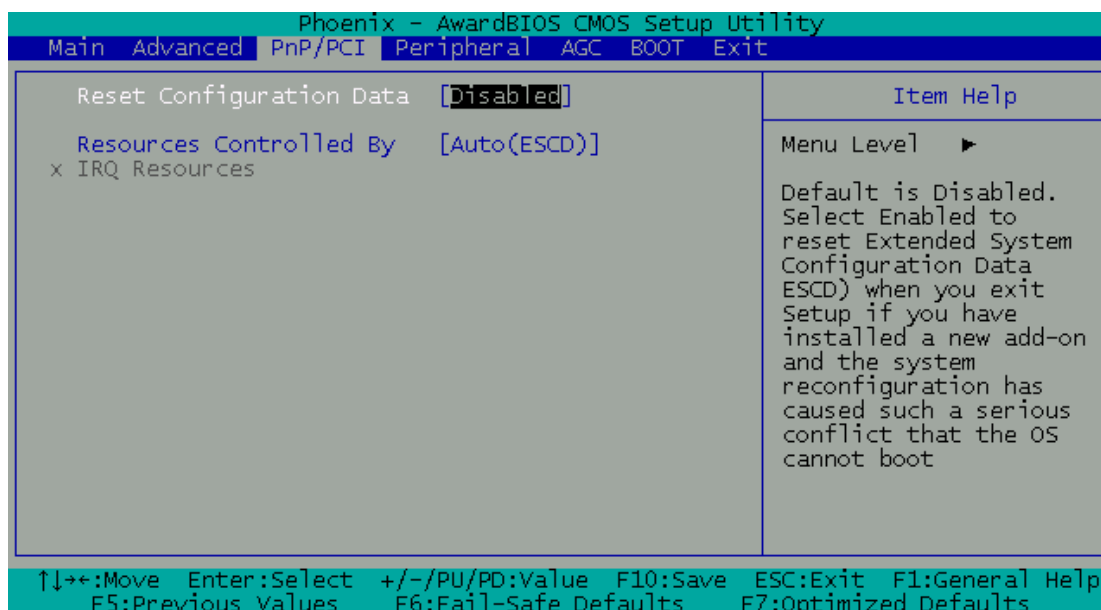 Phoenix - AwardBIOS CMOS Setup Utility
Main Advanced PnP/PCI Peripheral AGC BOOT Exit
Reset Configuration Data [Disabled]
Resources Controlled By [Auto(ESCD)]
x IRQ Resources
Item Help
Menu Level ►
Default is Disabled.
Select Enabled to
reset Extended System
Configuration Data
ESCD) when you exit
Setup if you have
installed a new add-on
and the system
reconfiguration has
caused such a serious
conflict that the OS
cannot boot
↑↓→←:Move Enter:Select +/-/PU/PD:Value F10:Save ESC:Exit F1:General Help
F5:Previous Values F6:Fail-Safe Defaults F7:Optimized Defaults